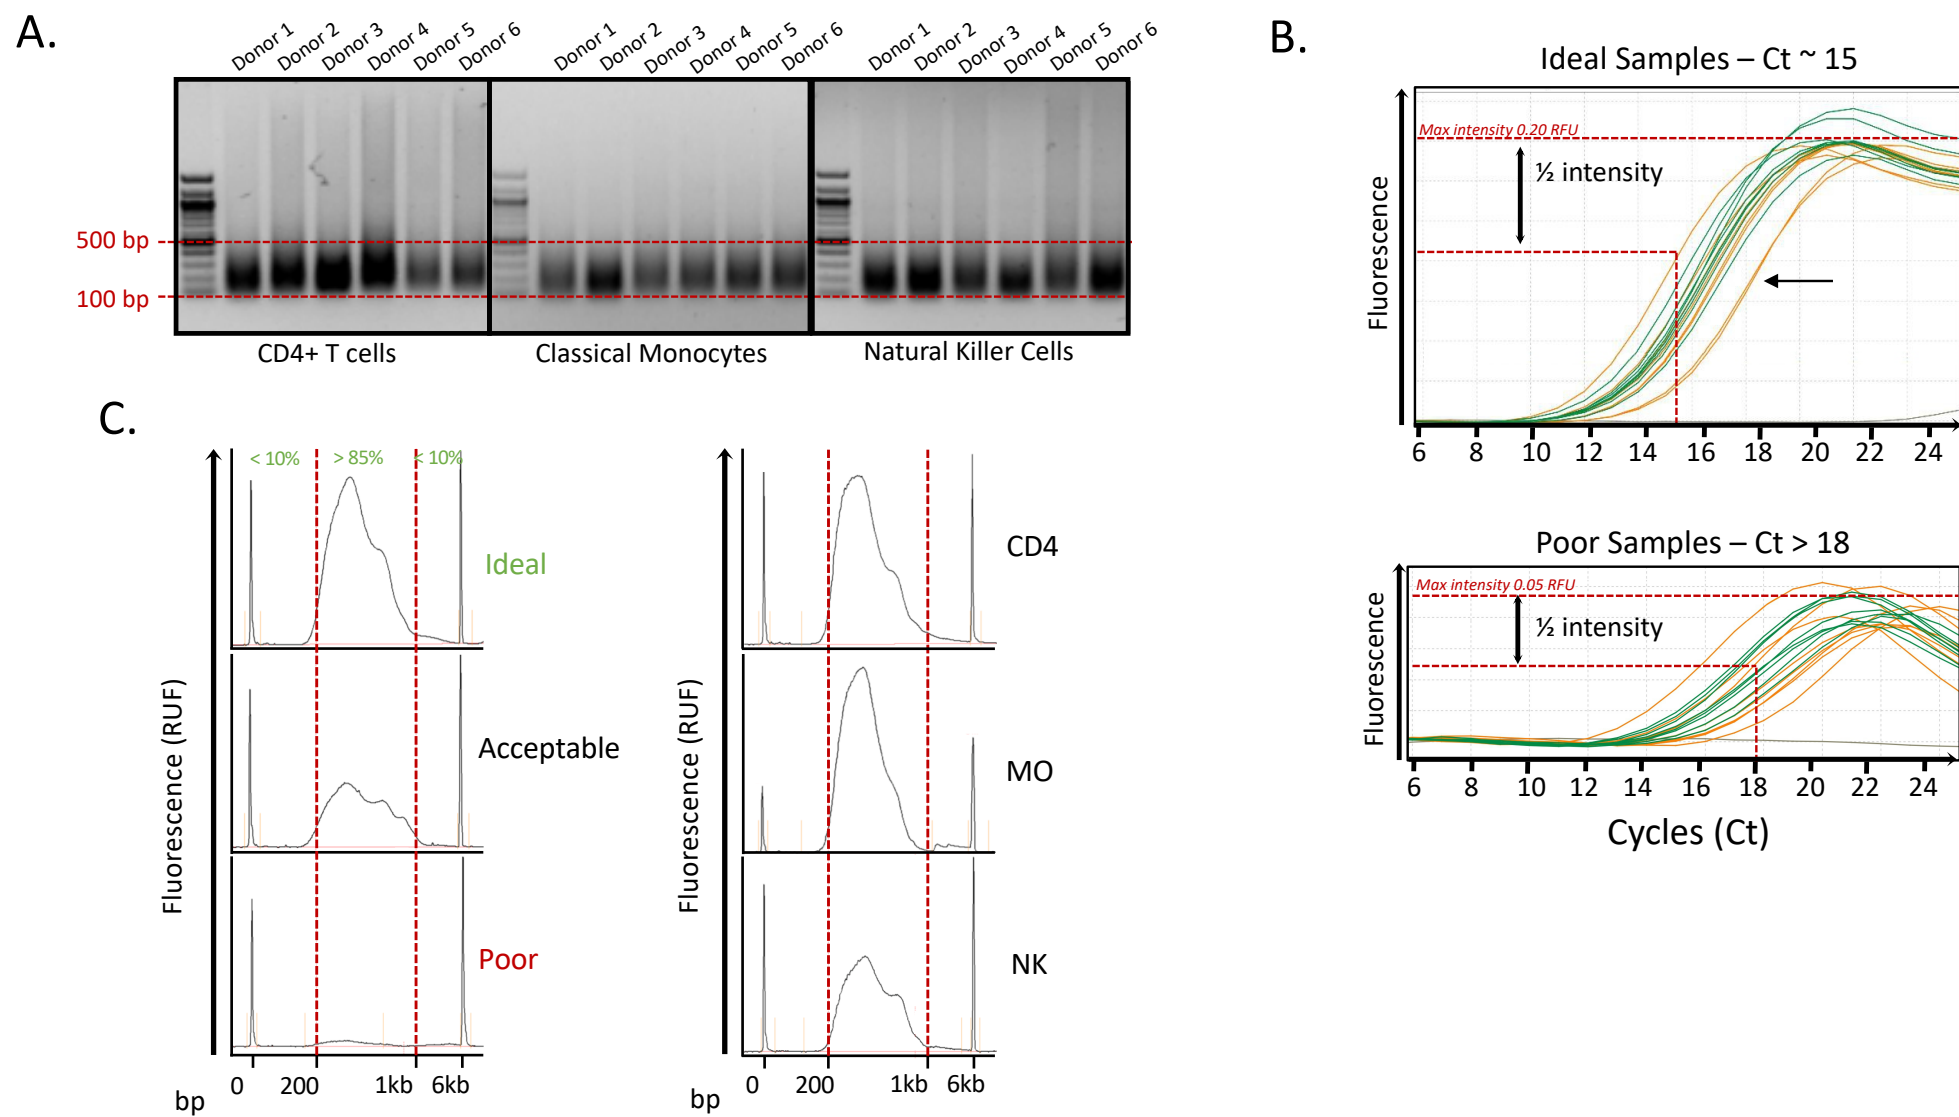 A.
Donor 1 Donor 2 Donor 3 Donor 4 Donor 5 Donor 6 Donor 1 Donor 2 Donor 3 Donor 4 Donor 5 Donor 6 Donor 1 Donor 2 Donor 3 Donor 4 Donor 5 Donor 6
500 bp
100 bp
CD4+ T cells Classical Monocytes Natural Killer Cells
B.
Ideal Samples – Ct ~ 15
Max intensity 0.20 RFU
½ intensity
Fluorescence
6 8 10 12 14 16 18 20 22 24
Poor Samples – Ct > 18
Max intensity 0.05 RFU
½ intensity
Fluorescence
6 8 10 12 14 16 18 20 22 24
Cycles (Ct)
C.
< 10% > 85% < 10%
Ideal
Acceptable
Poor
Fluorescence (RUF)
0 200 1kb 6kb
bp
CD4
MO
NK
Fluorescence (RUF)
0 200 1kb 6kb
bp